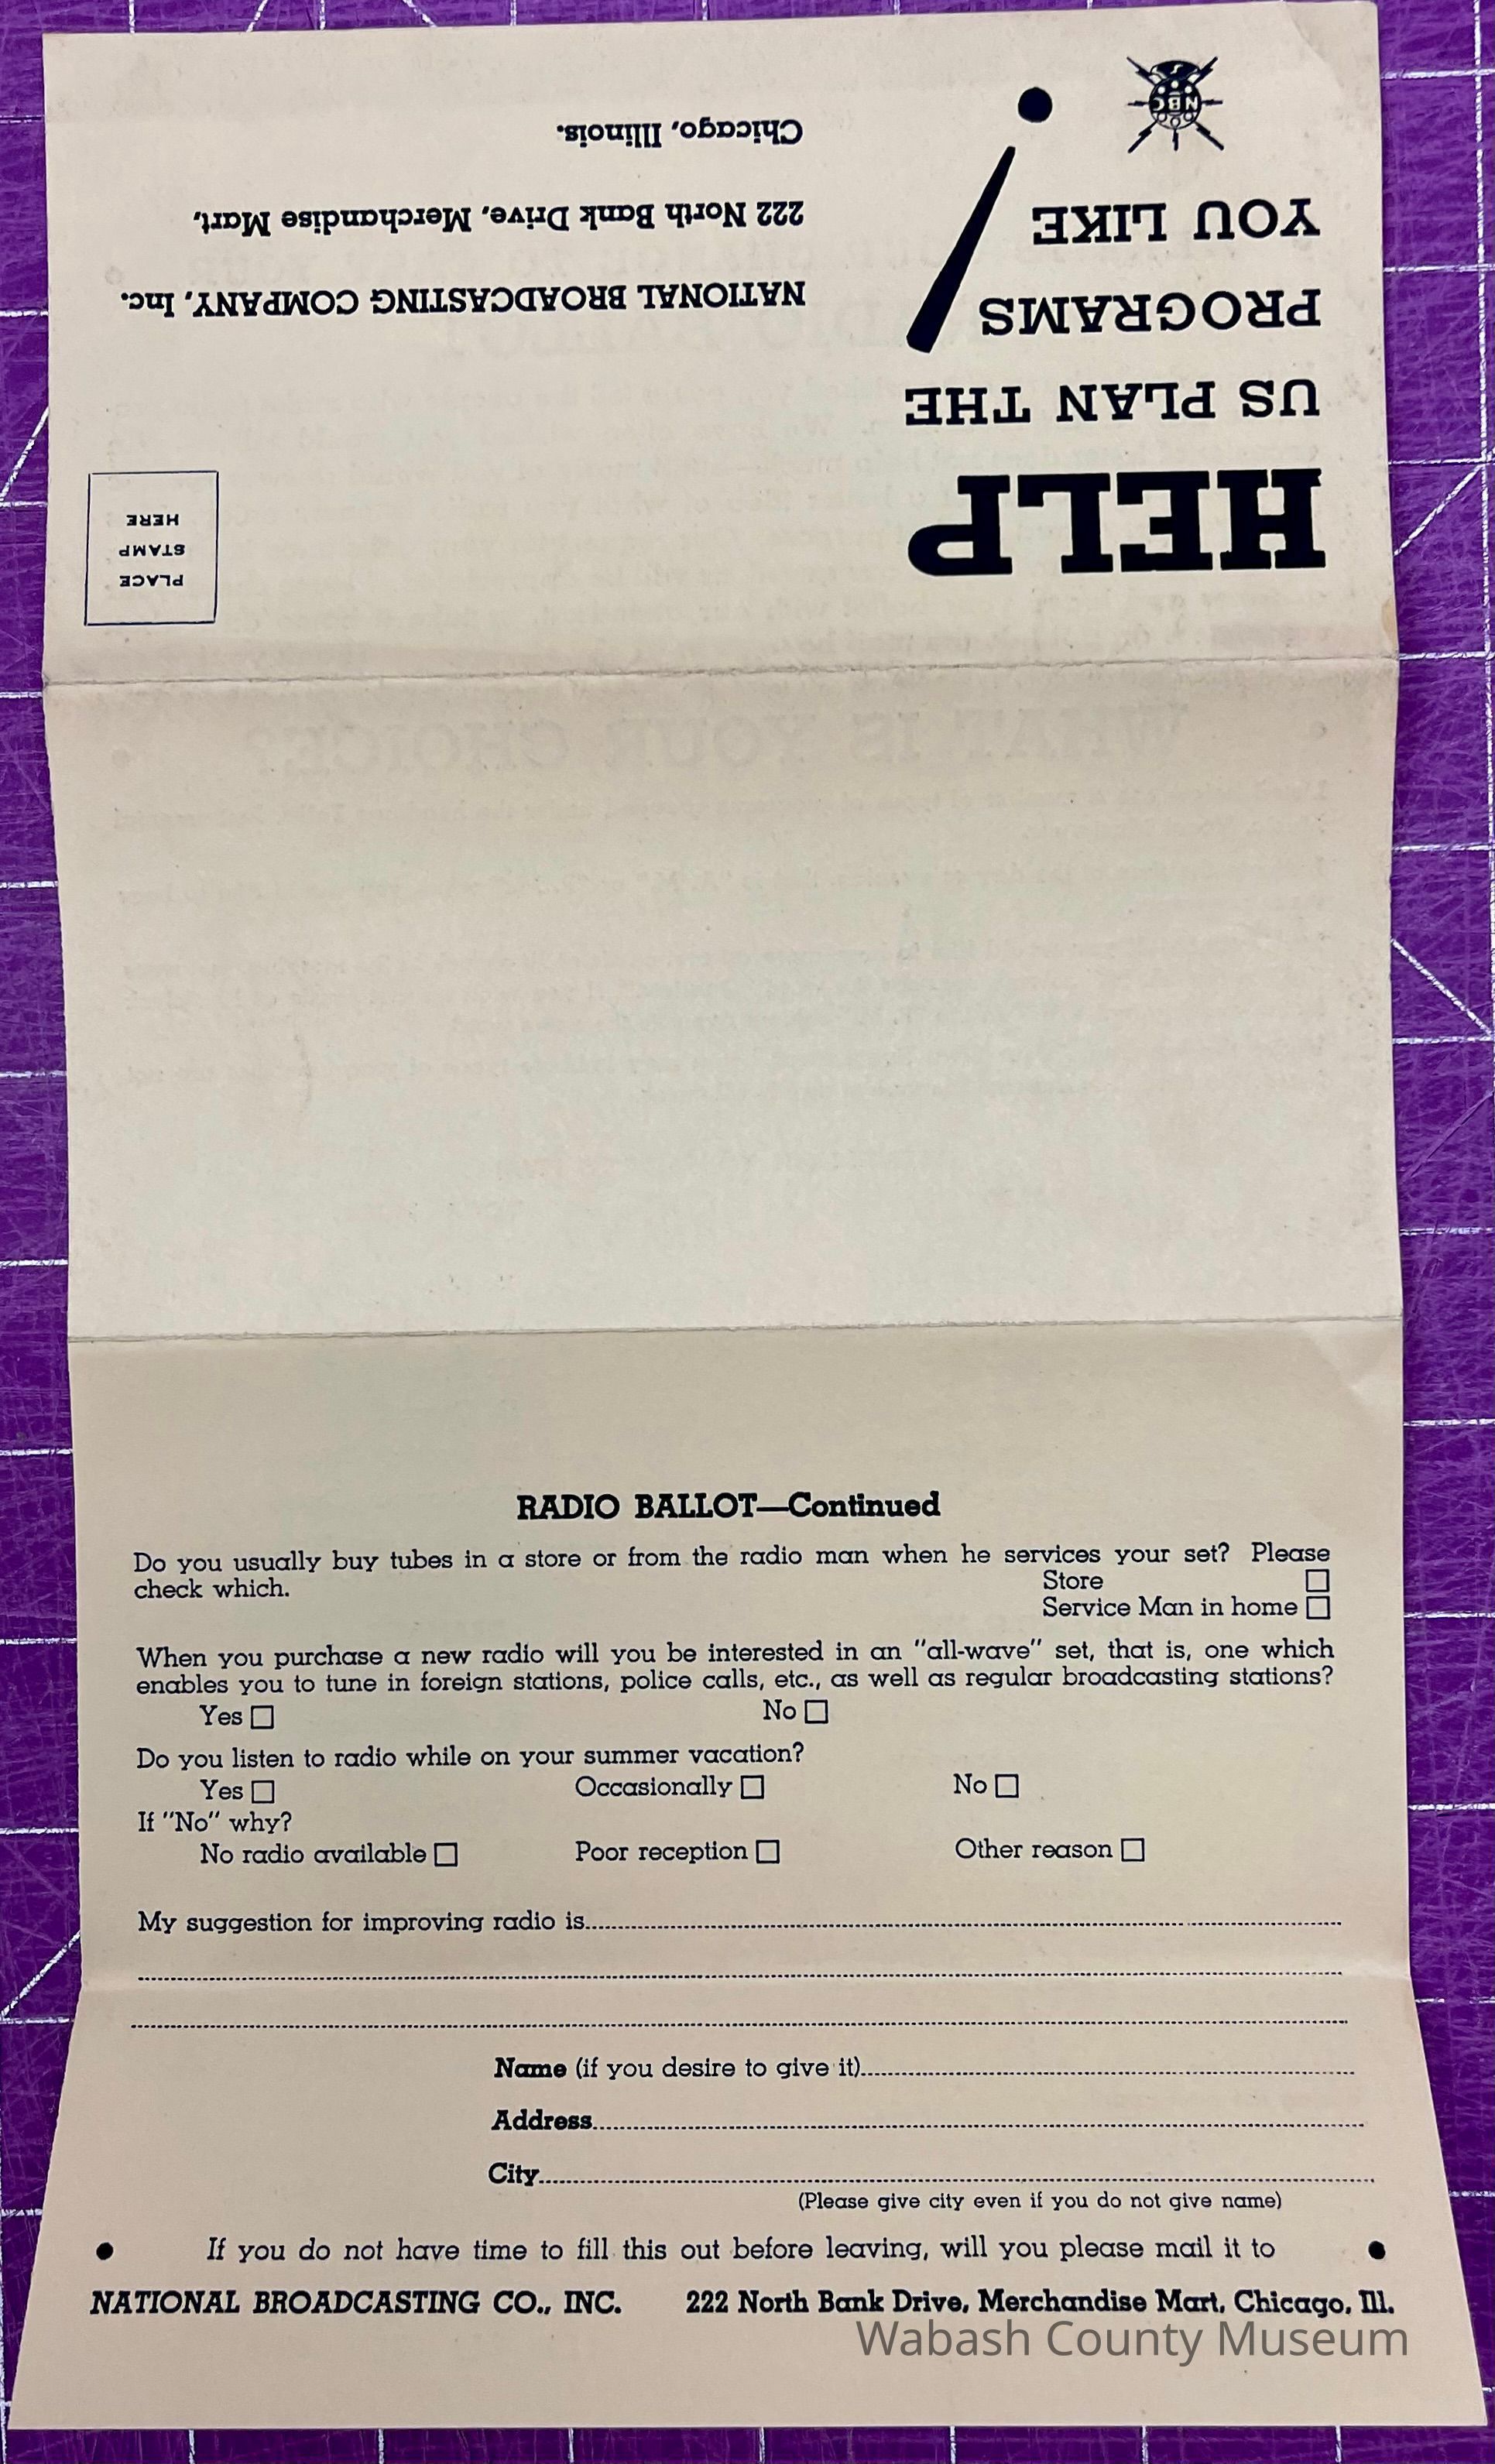 HELP
US PLAN THE
PROGRAMS
YOU LIKE
!
NBC
PLACE
STAMP
HERE
NATIONAL BROADCASTING COMPANY, Inc.
222 North Bank Drive, Merchandise Mart,
Chicago, Illinois.
WHAT IS YOUR CHOICE?
RADIO BALLOT—Continued
Do you usually buy tubes in a store or from the radio man when he services your set? Please
check which.
Store
Service Man in home
When you purchase a new radio will you be interested in an "all-wave" set, that is, one which
enables you to tune in foreign stations, police calls, etc., as well as regular broadcasting stations?
Yes No
Do you listen to radio while on your summer vacation?
Yes Occasionally No
If "No" why?
No radio available Poor reception Other reason
My suggestion for improving radio is
Name (if you desire to give it)
Address
City
(Please give city even if you do not give name)
• If you do not have time to fill this out before leaving, will you please mail it to •
NATIONAL BROADCASTING CO., INC. 222 North Bank Drive, Merchandise Mart, Chicago, Ill.
Wabash County Museum